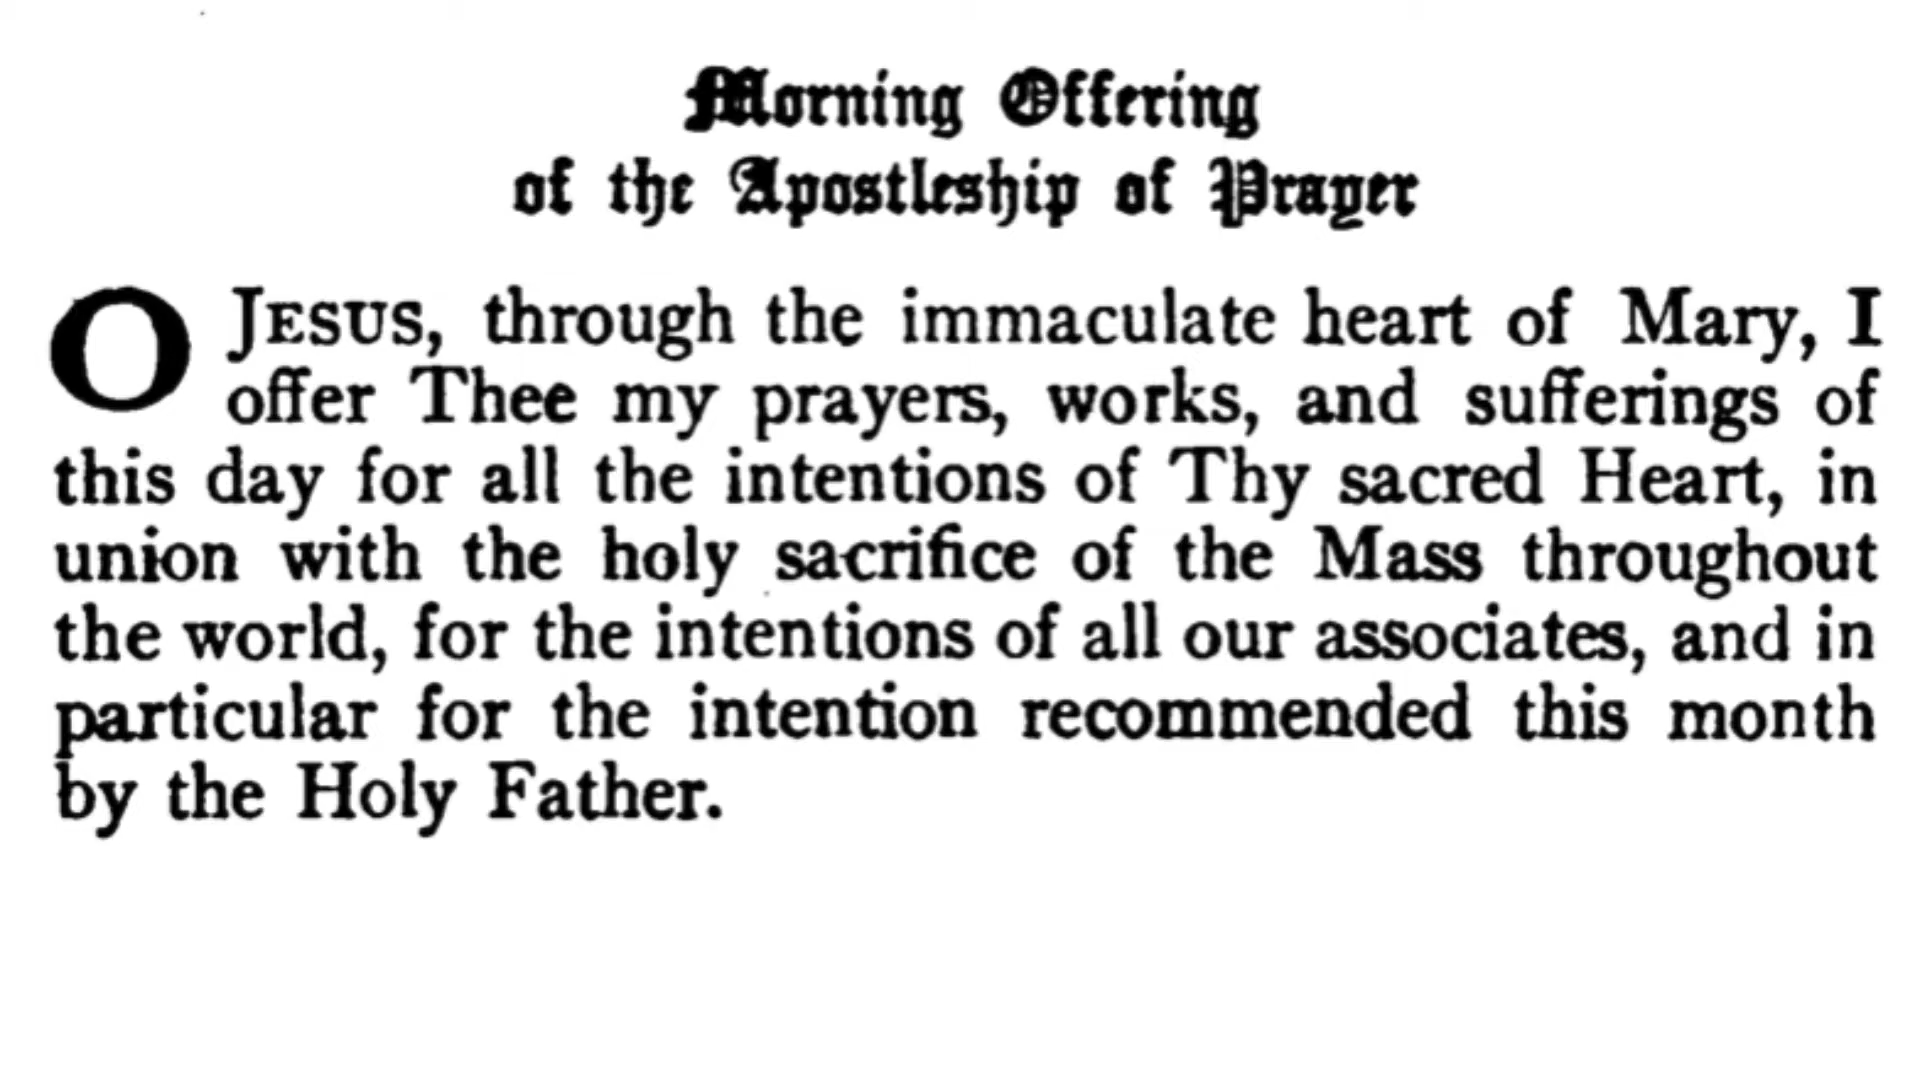 Morning Offering
of the Apostleship of Prayer
O JESUS, through the immaculate heart of Mary, I
offer Thee my prayers, works, and sufferings of
this day for all the intentions of Thy sacred Heart, in
union with the holy sacrifice of the Mass throughout
the world, for the intentions of all our associates, and in
particular for the intention recommended this month
by the Holy Father.